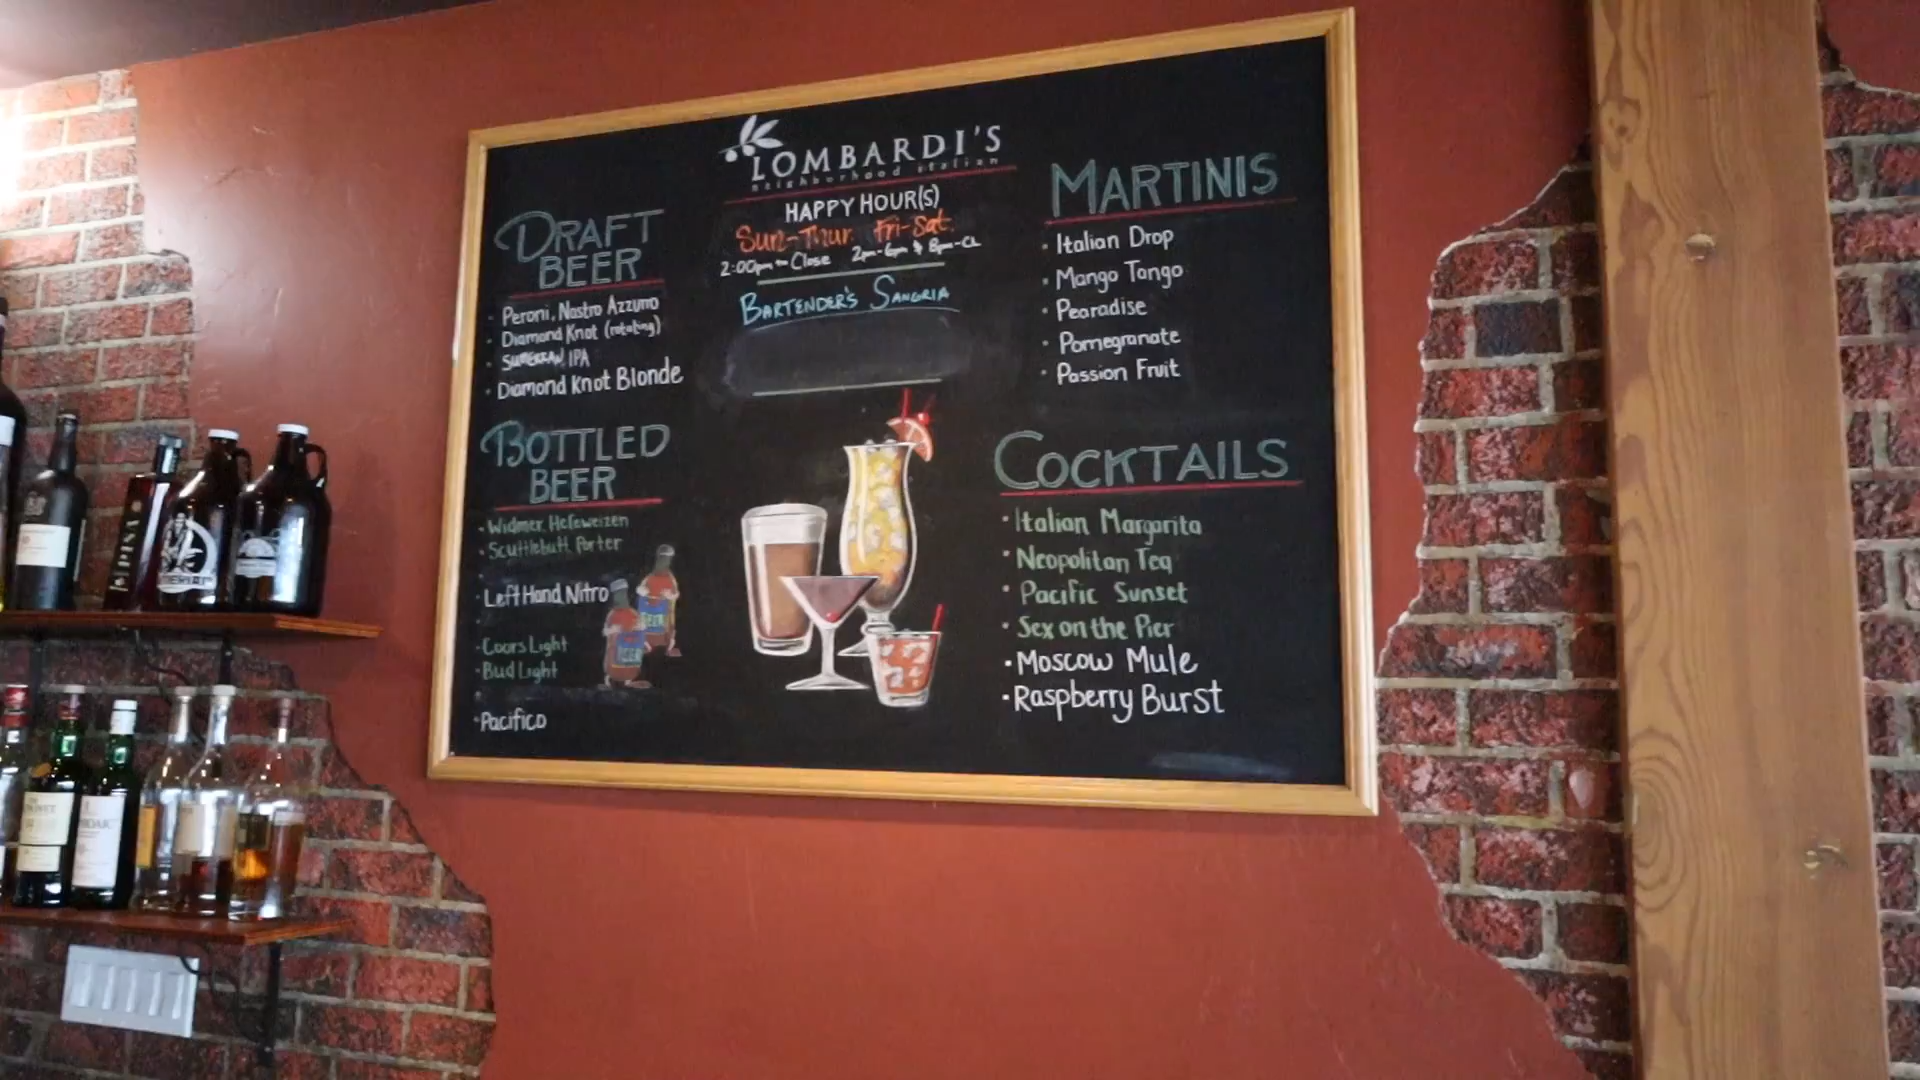 LOMBARDI'S
neighborhood italian
HAPPY HOUR(S)
Sun-Thur. Fri-Sat.
2:00pm - Close 2pm-6pm & 8pm-CL
BARTENDER'S SANGRIA
DRAFT
BEER
• Peroni, Nastro Azzurro
• Diamond Knot (rotating)
• IPA
• Diamond Knot Blonde
BOTTLED
BEER
• Widmer Hefeweizen
• Scuttlebutt Porter
• Left Hand Nitro
• Coors Light
• Bud Light
• Pacifico
BEER
BEER
MARTINIS
• Italian Drop
• Mango Tango
• Pearadise
• Pomegranate
• Passion Fruit
COCKTAILS
• Italian Margarita
• Neopolitan Tea
• Pacific Sunset
• Sex on the Pier
• Moscow Mule
• Raspberry Burst